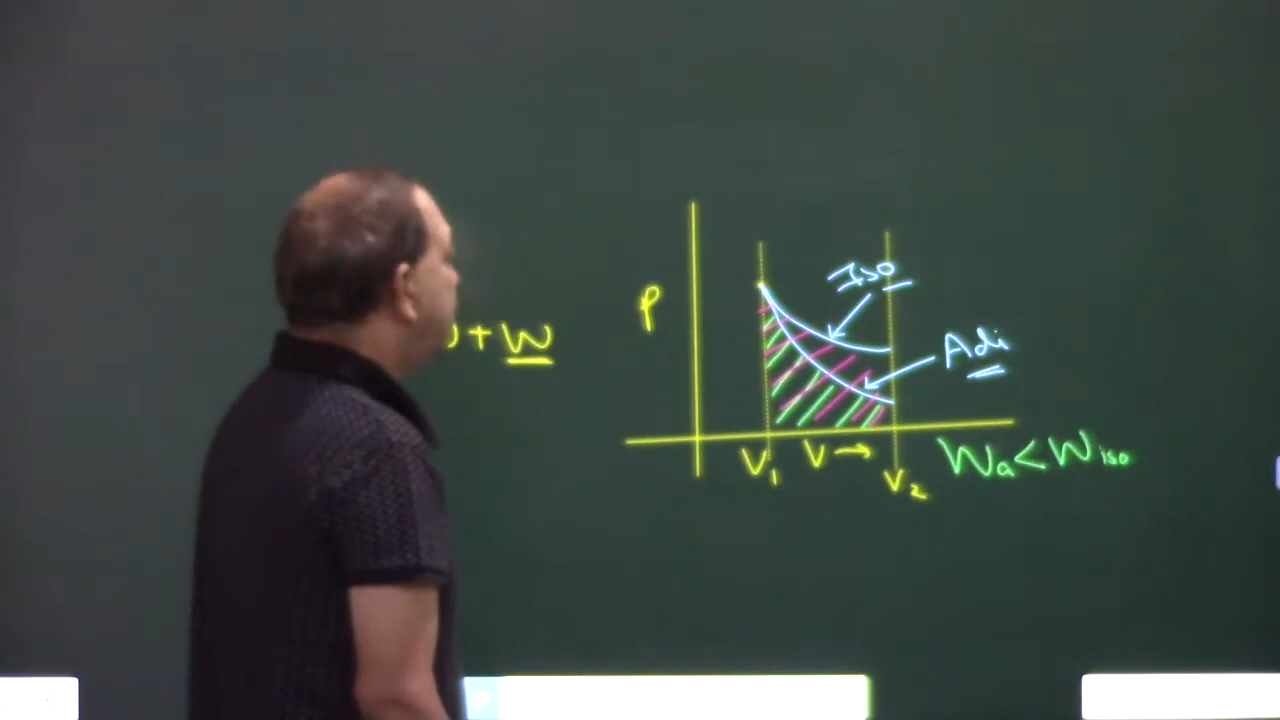 + W
Iso
P
Adi
V₁ V → V₂
Wa < Wiso